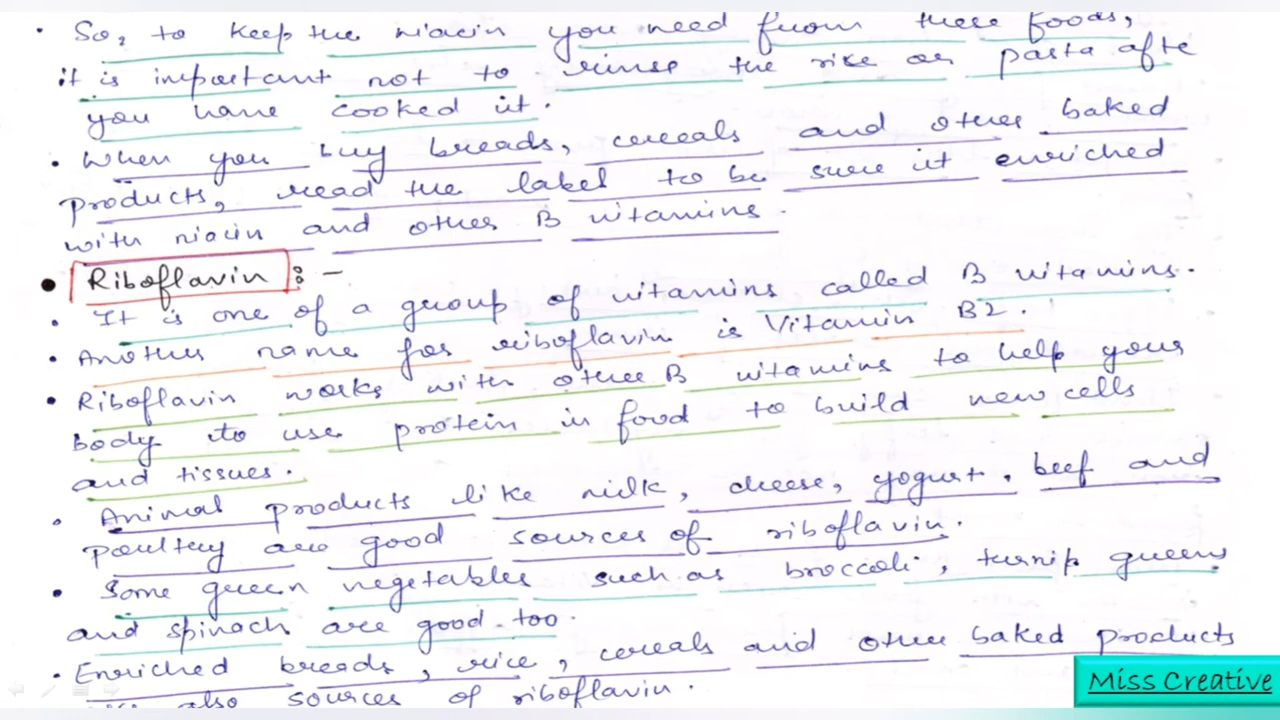 • So, to keep the niacin you need from these foods,
it is important not to rinse the rice or pasta afte
you have cooked it.
• When you buy breads, cereals and other baked
products, read the label to be sure it enriched
with niacin and other B vitamins.
• Riboflavin :-
• It is one of a group of vitamins called B vitamins.
• Another name for riboflavin is Vitamin B2.
• Riboflavin works with other B vitamins to help your
body to use protein in food to build new cells
and tissues.
• Animal products like milk, cheese, yogurt, beef and
poultry are good sources of riboflavin.
• Some green vegetables such as broccoli, turnip greens
and spinach are good too.
• Enriched breads, rice, cereals and other baked products
are also sources of riboflavin.
Miss Creative